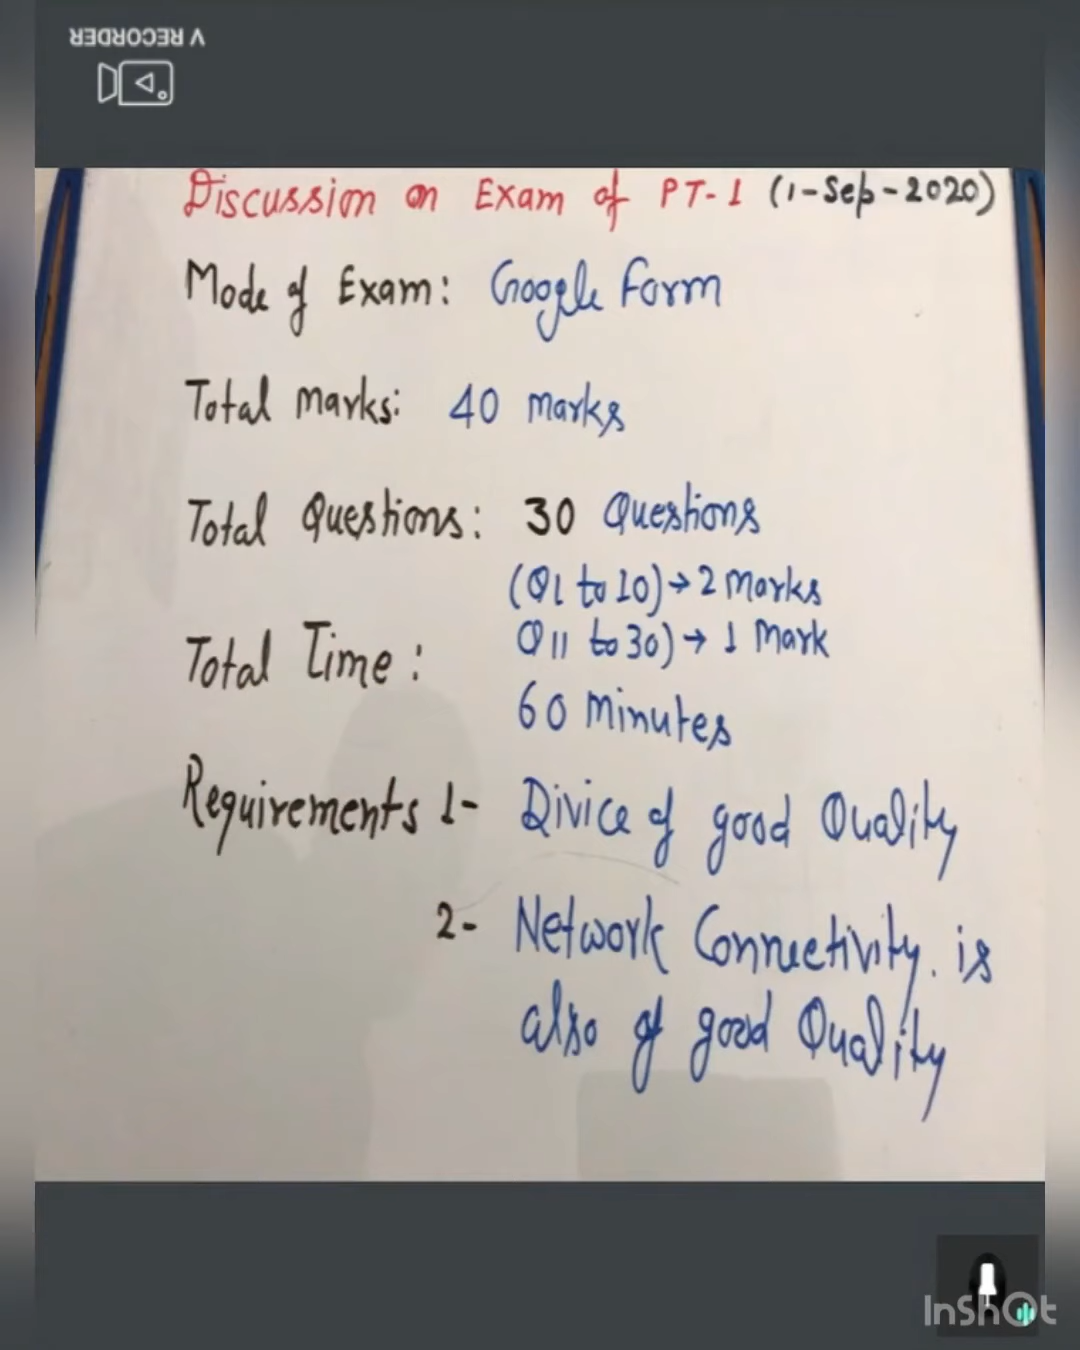 V RECORDER
Discussion on Exam of PT-1 (1-Sep-2020)
Mode of Exam: Google Form
Total Marks: 40 Marks
Total Questions: 30 Questions
(Q1 to 10) → 2 Marks
Q11 to 30) → 1 Mark
Total Time:
60 Minutes
Requirements 1- Divice of good Quality
2- Network Connectivity. is
also of good Quality
InShOt